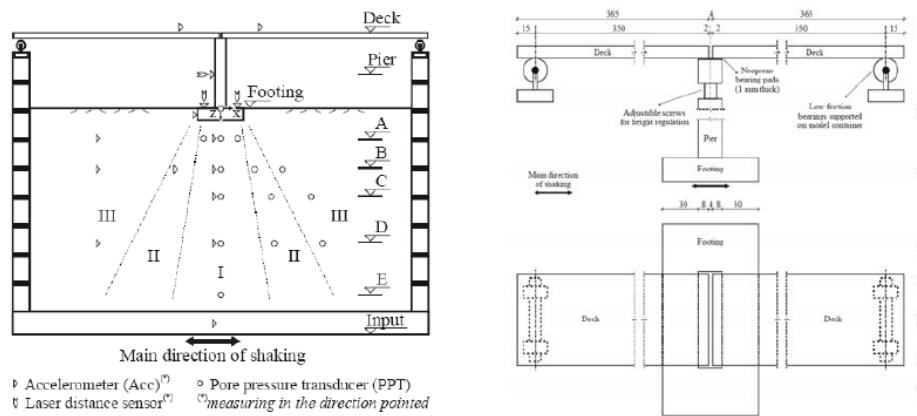 Deck
Pier
Footing
Z
X
A
B
C
D
E
III
II
I
II
III
Input
Main direction of shaking
Accelerometer (Acc)(*)
Pore pressure transducer (PPT)
Laser distance sensor(*)
(*)measuring in the direction pointed
365
4
365
15
350
2
2
350
15
Deck
Deck
Neoprene
bearing pads
(1 mm thick)
Adjustable screws
for height regulation
Low friction
bearings supported
on model container
Pier
Main direction
of shaking
Footing
30
8
4
8
30
Footing
Deck
Deck